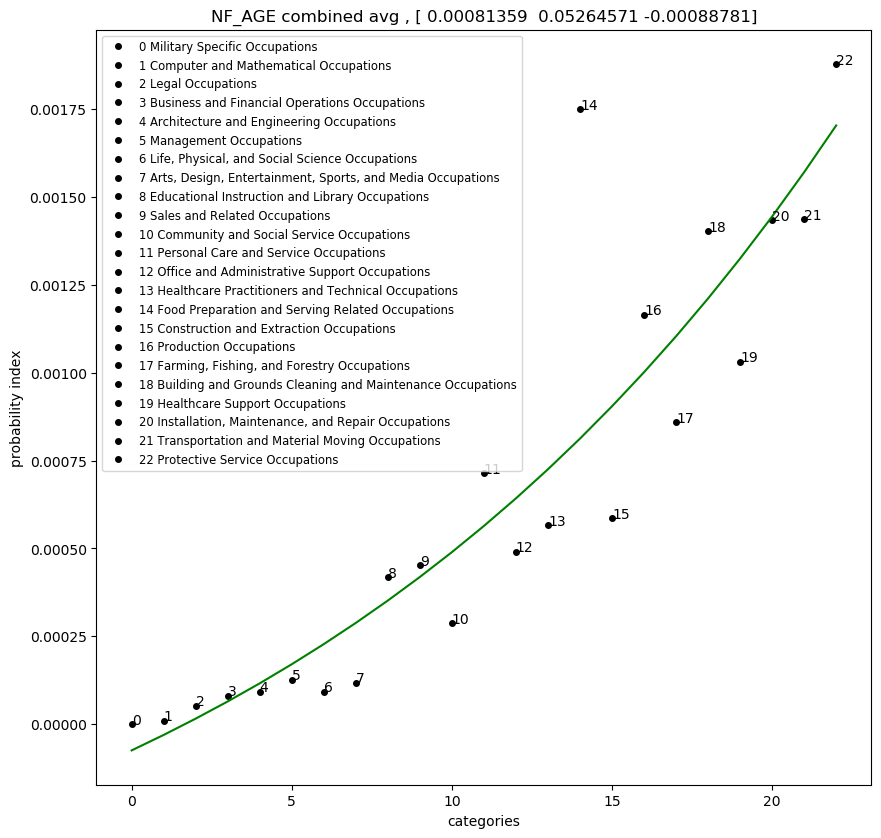 NF_AGE combined avg , [ 0.00081359 0.05264571 -0.00088781]
0 Military Specific Occupations
1 Computer and Mathematical Occupations
2 Legal Occupations
3 Business and Financial Operations Occupations
4 Architecture and Engineering Occupations
5 Management Occupations
6 Life, Physical, and Social Science Occupations
7 Arts, Design, Entertainment, Sports, and Media Occupations
8 Educational Instruction and Library Occupations
9 Sales and Related Occupations
10 Community and Social Service Occupations
11 Personal Care and Service Occupations
12 Office and Administrative Support Occupations
13 Healthcare Practitioners and Technical Occupations
14 Food Preparation and Serving Related Occupations
15 Construction and Extraction Occupations
16 Production Occupations
17 Farming, Fishing, and Forestry Occupations
18 Building and Grounds Cleaning and Maintenance Occupations
19 Healthcare Support Occupations
20 Installation, Maintenance, and Repair Occupations
21 Transportation and Material Moving Occupations
22 Protective Service Occupations
probability index
0.00175
0.00150
0.00125
0.00100
0.00075
0.00050
0.00025
0.00000
0
1
2
3
4
5
6
7
8
9
10
11
12
13
14
15
16
17
18
19
20
21
22
0
5
10
15
20
categories